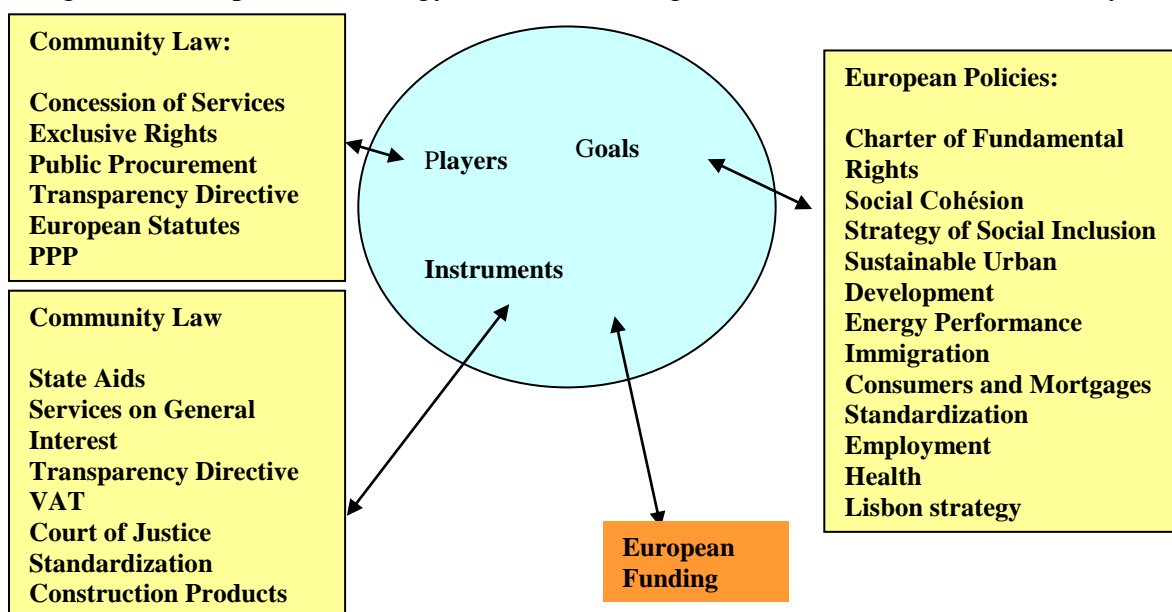 Community Law:
Concession of Services
Exclusive Rights
Public Procurement
Transparency Directive
European Statutes
PPP
Players
Goals
Instruments
European Policies:
Charter of Fundamental
Rights
Social Cohésion
Strategy of Social Inclusion
Sustainable Urban
Development
Energy Performance
Immigration
Consumers and Mortgages
Standardization
Employment
Health
Lisbon strategy
Community Law
State Aids
Services on General
Interest
Transparency Directive
VAT
Court of Justice
Standardization
Construction Products
European
Funding